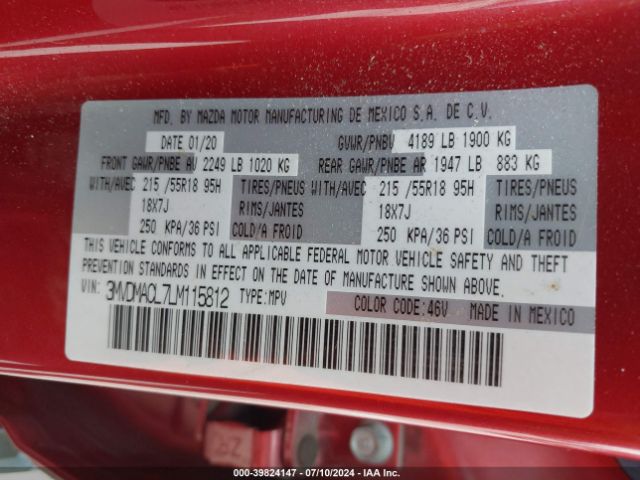 MFD. BY MAZDA MOTOR MANUFACTURING DE MEXICO S.A. DE C.V.
DATE 01/20 GVWR/PNBV 4189 LB 1900 KG
FRONT GAWR/PNBE AV 2249 LB 1020 KG REAR GAWR/PNBE AR 1947 LB 883 KG
WITH/AVEC 215 /55R18 95H TIRES/PNEUS WITH/AVEC 215 /55R18 95H TIRES/PNEUS
18X7J RIMS/JANTES 18X7J RIMS/JANTES
250 KPA/36 PSI COLD/A FROID 250 KPA/36 PSI COLD/A FROID
THIS VEHICLE CONFORMS TO ALL APPLICABLE FEDERAL MOTOR VEHICLE SAFETY AND THEFT
PREVENTION STANDARDS IN EFFECT ON THE DATE OF MANUFACTURE SHOWN ABOVE.
VIN: 3MVDMACL7LM115812 TYPE:MPV COLOR CODE:46V MADE IN MEXICO
000-39824147 - 07/10/2024 - IAA Inc.